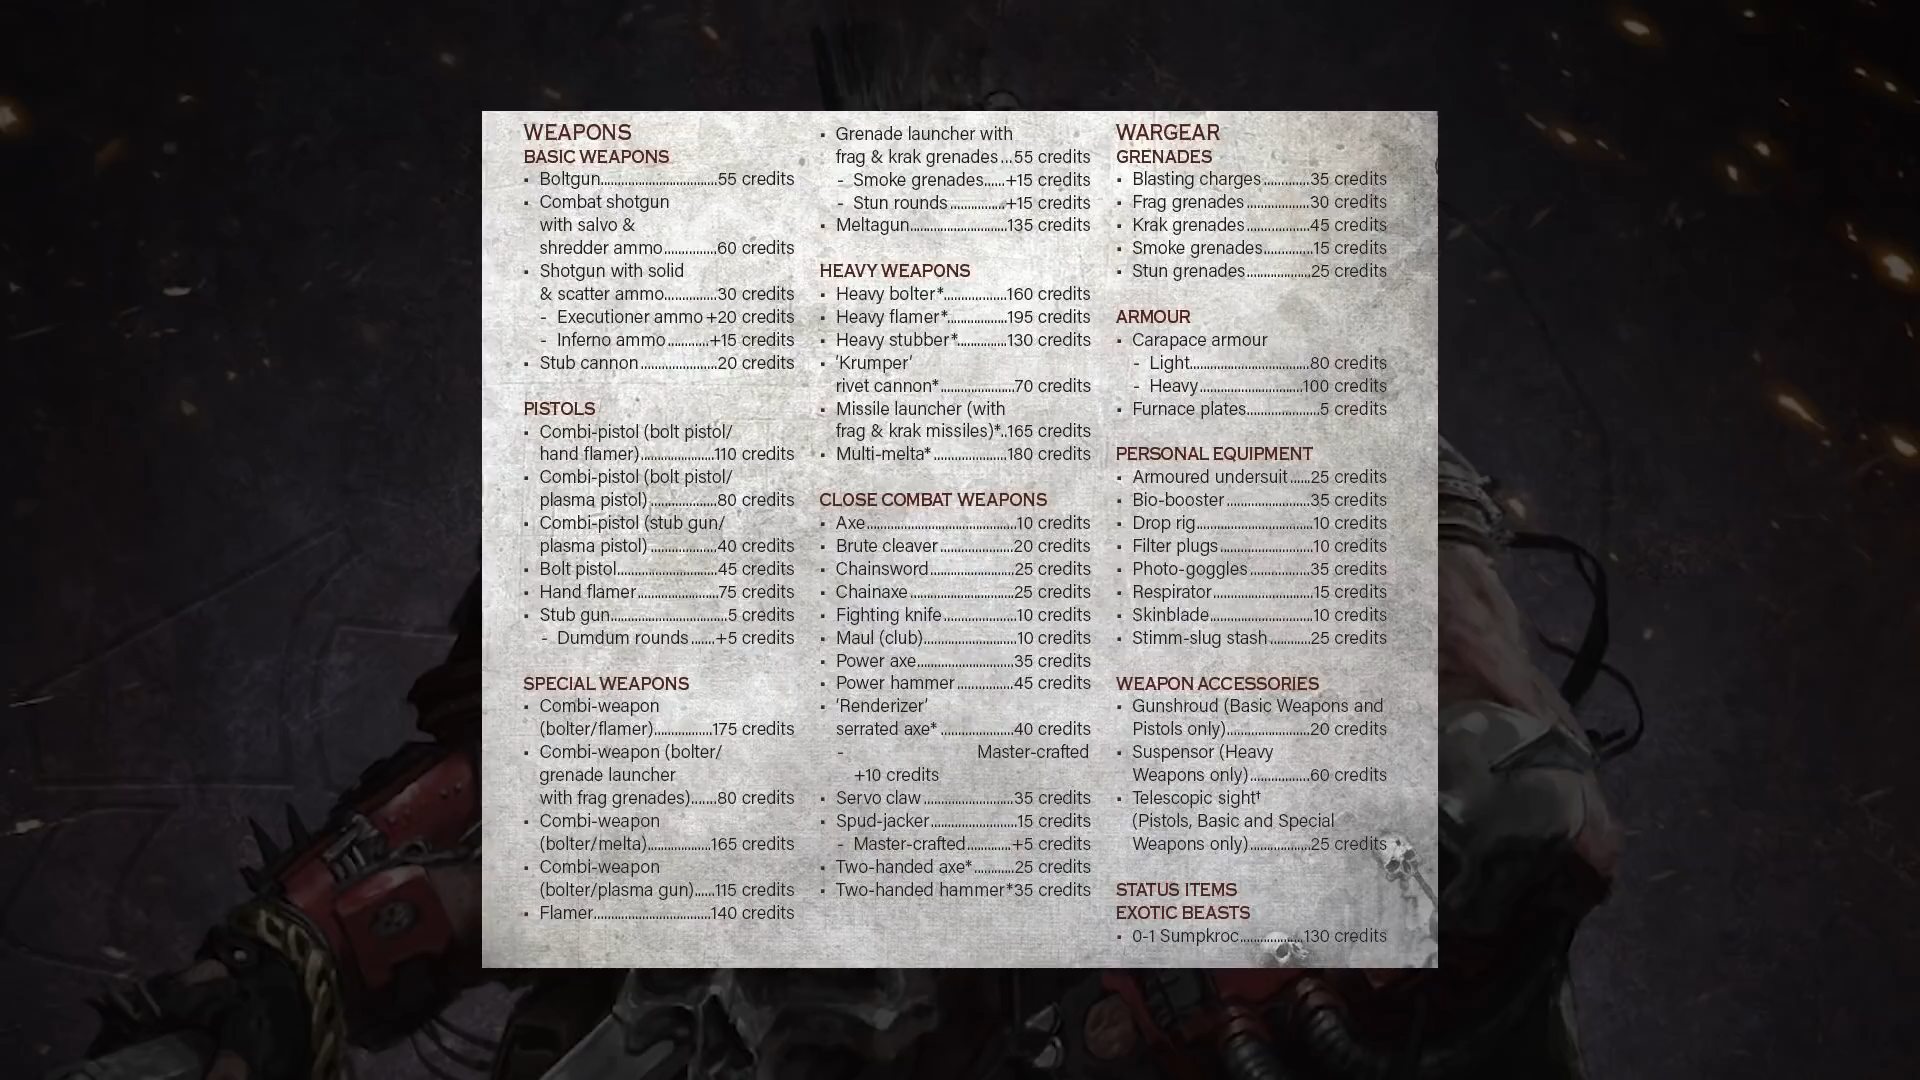 WEAPONS
BASIC WEAPONS
▪ Boltgun..................................55 credits
▪ Combat shotgun
with salvo &
shredder ammo...............60 credits
▪ Shotgun with solid
& scatter ammo...............30 credits
- Executioner ammo +20 credits
- Inferno ammo............+15 credits
▪ Stub cannon......................20 credits
PISTOLS
▪ Combi-pistol (bolt pistol/
hand flamer).....................110 credits
▪ Combi-pistol (bolt pistol/
plasma pistol)...................80 credits
▪ Combi-pistol (stub gun/
plasma pistol)...................40 credits
▪ Bolt pistol.............................45 credits
▪ Hand flamer.......................75 credits
▪ Stub gun..................................5 credits
- Dumdum rounds.......+5 credits
SPECIAL WEAPONS
▪ Combi-weapon
(bolter/flamer).................175 credits
▪ Combi-weapon (bolter/
grenade launcher
with frag grenades).......80 credits
▪ Combi-weapon
(bolter/melta)..................165 credits
▪ Combi-weapon
(bolter/plasma gun)......115 credits
▪ Flamer..................................140 credits
▪ Grenade launcher with
frag & krak grenades...55 credits
- Smoke grenades......+15 credits
- Stun rounds................+15 credits
▪ Meltagun............................135 credits
HEAVY WEAPONS
▪ Heavy bolter*..................160 credits
▪ Heavy flamer*.................195 credits
▪ Heavy stubber*..............130 credits
▪ ‘Krumper’
rivet cannon*.....................70 credits
▪ Missile launcher (with
frag & krak missiles)*..165 credits
▪ Multi-melta*.....................180 credits
CLOSE COMBAT WEAPONS
▪ Axe...........................................10 credits
▪ Brute cleaver.....................20 credits
▪ Chainsword........................25 credits
▪ Chainaxe..............................25 credits
▪ Fighting knife.....................10 credits
▪ Maul (club)...........................10 credits
▪ Power axe............................35 credits
▪ Power hammer................45 credits
▪ ‘Renderizer’
serrated axe*.....................40 credits
- Master-crafted
+10 credits
▪ Servo claw..........................35 credits
▪ Spud-jacker........................15 credits
- Master-crafted.............+5 credits
▪ Two-handed axe*............25 credits
▪ Two-handed hammer*35 credits
WARGEAR
GRENADES
▪ Blasting charges.............35 credits
▪ Frag grenades..................30 credits
▪ Krak grenades..................45 credits
▪ Smoke grenades..............15 credits
▪ Stun grenades..................25 credits
ARMOUR
▪ Carapace armour
- Light..................................80 credits
- Heavy..............................100 credits
▪ Furnace plates.....................5 credits
PERSONAL EQUIPMENT
▪ Armoured undersuit......25 credits
▪ Bio-booster........................35 credits
▪ Drop rig.................................10 credits
▪ Filter plugs...........................10 credits
▪ Photo-goggles.................35 credits
▪ Respirator............................15 credits
▪ Skinblade.............................10 credits
▪ Stimm-slug stash............25 credits
WEAPON ACCESSORIES
▪ Gunshroud (Basic Weapons and
Pistols only)........................20 credits
▪ Suspensor (Heavy
Weapons only).................60 credits
▪ Telescopic sight†
(Pistols, Basic and Special
Weapons only).................25 credits
STATUS ITEMS
EXOTIC BEASTS
▪ 0-1 Sumpkroc..................130 credits